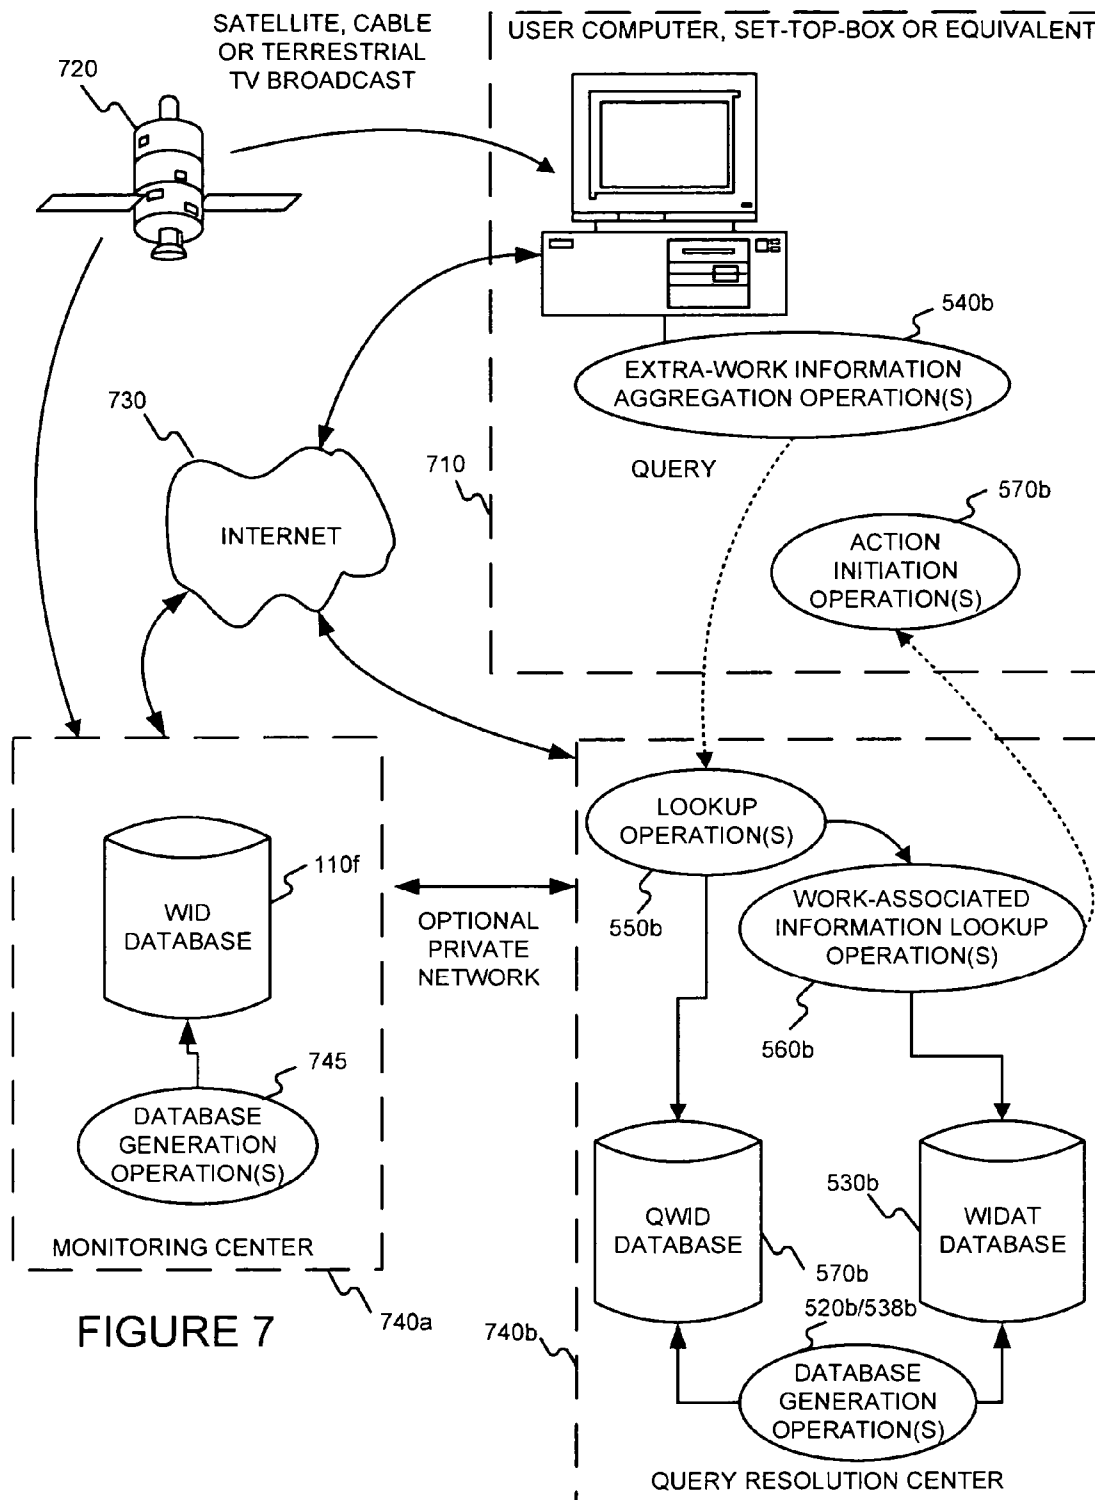 SATELLITE, CABLE
OR TERRESTRIAL
TV BROADCAST
USER COMPUTER, SET-TOP-BOX OR EQUIVALENT
720
540b
EXTRA-WORK INFORMATION
AGGREGATION OPERATION(S)
730
710
QUERY
570b
INTERNET
ACTION
INITIATION
OPERATION(S)
LOOKUP
OPERATION(S)
110f
WID
DATABASE
OPTIONAL
PRIVATE
NETWORK
550b
WORK-ASSOCIATED
INFORMATION LOOKUP
OPERATION(S)
560b
745
DATABASE
GENERATION
OPERATION(S)
530b
QWID
DATABASE
WIDAT
DATABASE
MONITORING CENTER
570b
740a
FIGURE 7
740b
520b/538b
DATABASE
GENERATION
OPERATION(S)
QUERY RESOLUTION CENTER